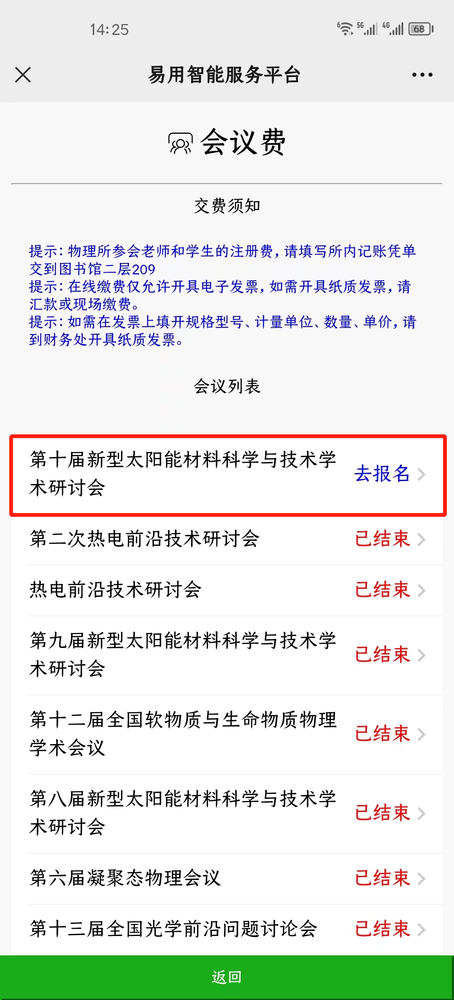 14:25
6 5G 4G 68
易用智能服务平台
会议费
交费须知
提示：物理所参会老师和学生的注册费，请填写所内记账凭单
交到图书馆二层209
提示：在线缴费仅允许开具电子发票，如需开具纸质发票，请
汇款或现场缴费。
提示：如需在发票上填开规格型号、计量单位、数量、单价，请
到财务处开具纸质发票。
会议列表
第十届新型太阳能材料科学与技术学
术研讨会
去报名
第二次热电前沿技术研讨会 已结束
热电前沿技术研讨会 已结束
第九届新型太阳能材料科学与技术学
术研讨会
已结束
第十二届全国软物质与生命物质物理
学术会议
已结束
第八届新型太阳能材料科学与技术学
术研讨会
已结束
第六届凝聚态物理会议 已结束
第十三届全国光学前沿问题讨论会 已结束
返回